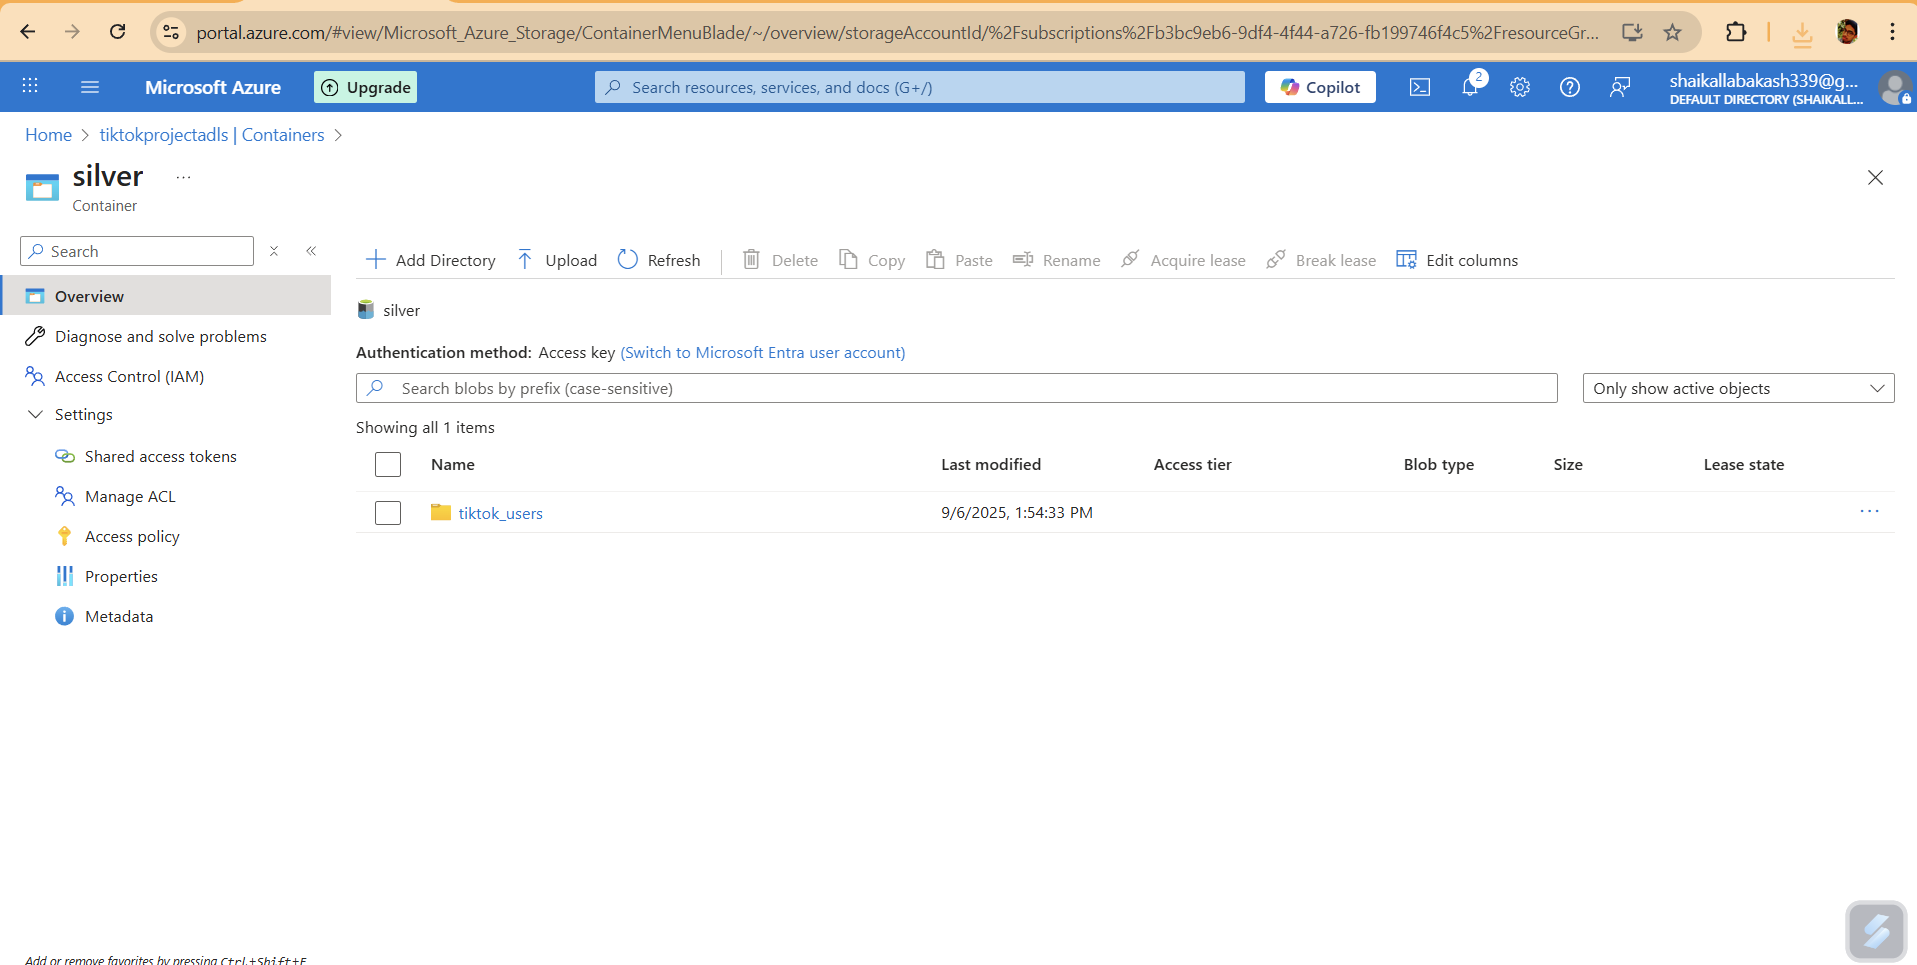 portal.azure.com/#view/Microsoft_Azure_Storage/ContainerMenuBlade/~/overview/storageAccountId/%2Fsubscriptions%2Fb3bc9eb6-9df4-4f44-a726-fb199746f4c5%2FresourceGr...
Microsoft Azure
Upgrade
Search resources, services, and docs (G+/)
Copilot
2
shaikallabakash339@g...
DEFAULT DIRECTORY (SHAIKALL...
Home > tiktokprojectadls | Containers >
silver ...
Container
Search
Add Directory Upload Refresh Delete Copy Paste Rename Acquire lease Break lease Edit columns
Overview
Diagnose and solve problems
Access Control (IAM)
Settings
Shared access tokens
Manage ACL
Access policy
Properties
Metadata
silver
Authentication method: Access key (Switch to Microsoft Entra user account)
Search blobs by prefix (case-sensitive)
Only show active objects
Showing all 1 items
Name Last modified Access tier Blob type Size Lease state
tiktok_users 9/6/2025, 1:54:33 PM ...
Add or remove favorites by pressing Ctrl+Shift+F